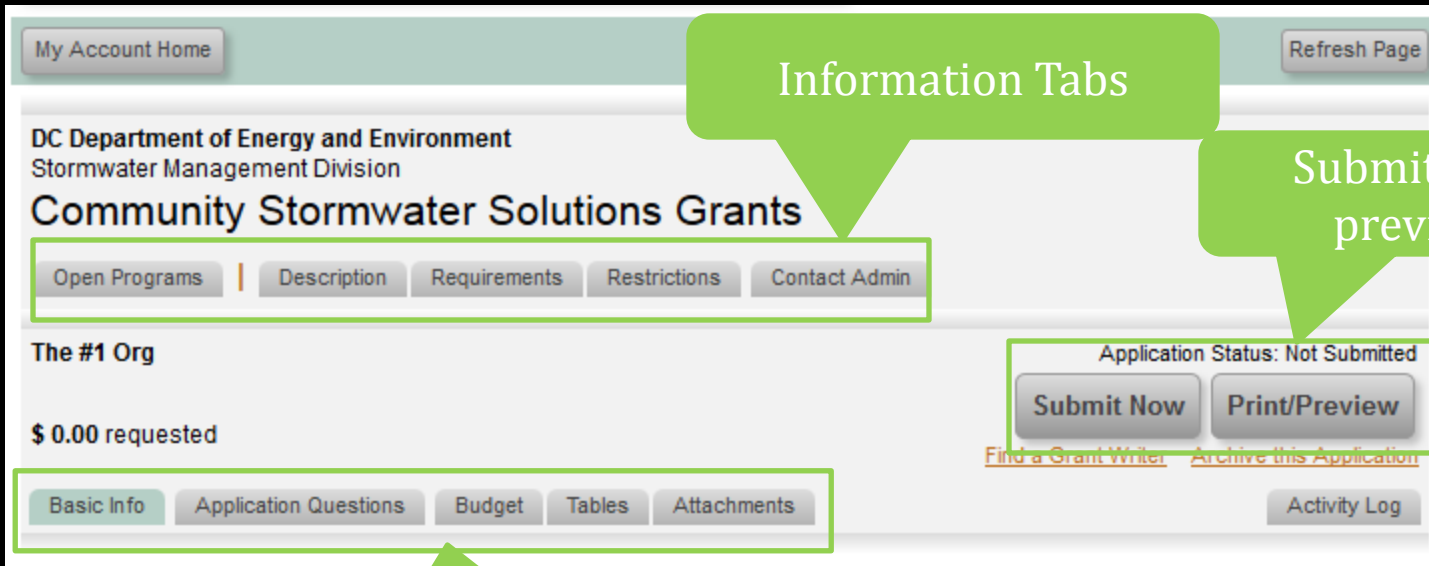 My Account Home
Refresh Page
Information Tabs
DC Department of Energy and Environment
Stormwater Management Division
Community Stormwater Solutions Grants
Submit
Open Programs | Description Requirements Restrictions Contact Admin
The #1 Org
Application Status: Not Submitted
Submit Now Print/Preview
$ 0.00 requested
Find a Grant Writer Archive this Application
Basic Info Application Questions Budget Tables Attachments Activity Log